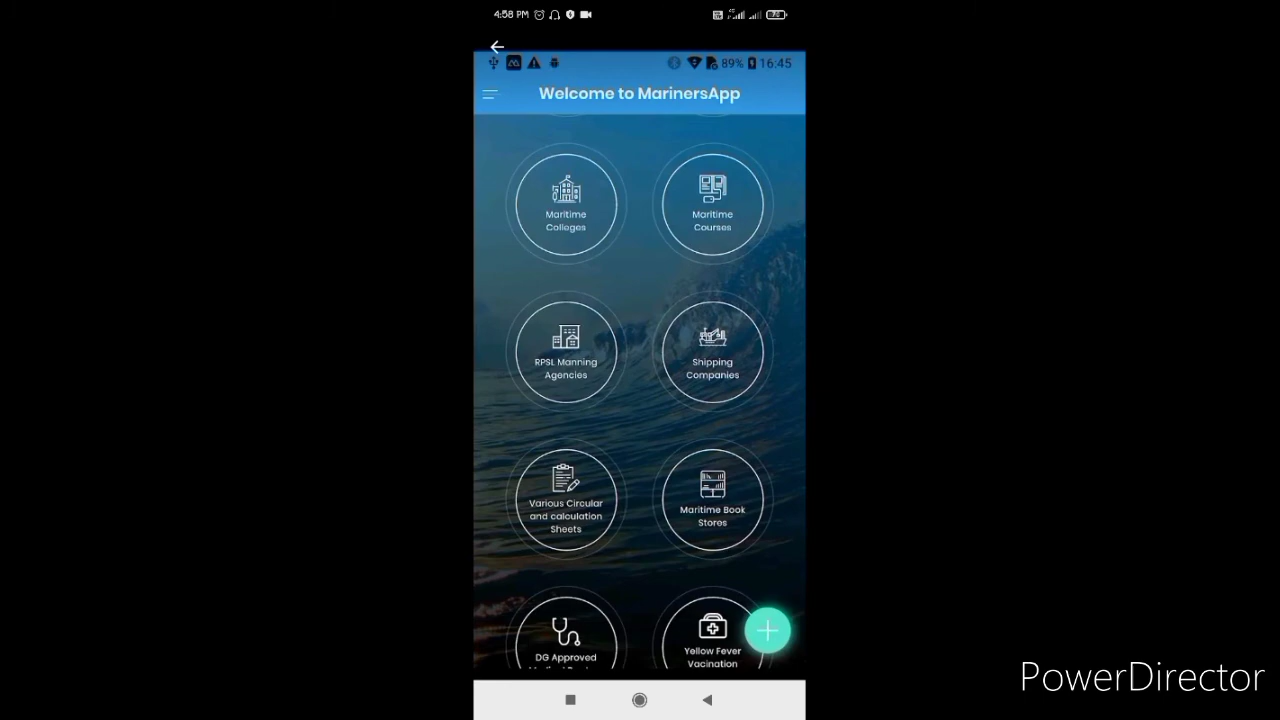 4:58 PM
70
89% 16:45
Welcome to MarinersApp
Maritime
Colleges
Maritime
Courses
RPSL Manning
Agencies
Shipping
Companies
Various Circular
and calculation
Sheets
Maritime Book
Stores
DG Approved
Yellow Fever
Vacination
PowerDirector